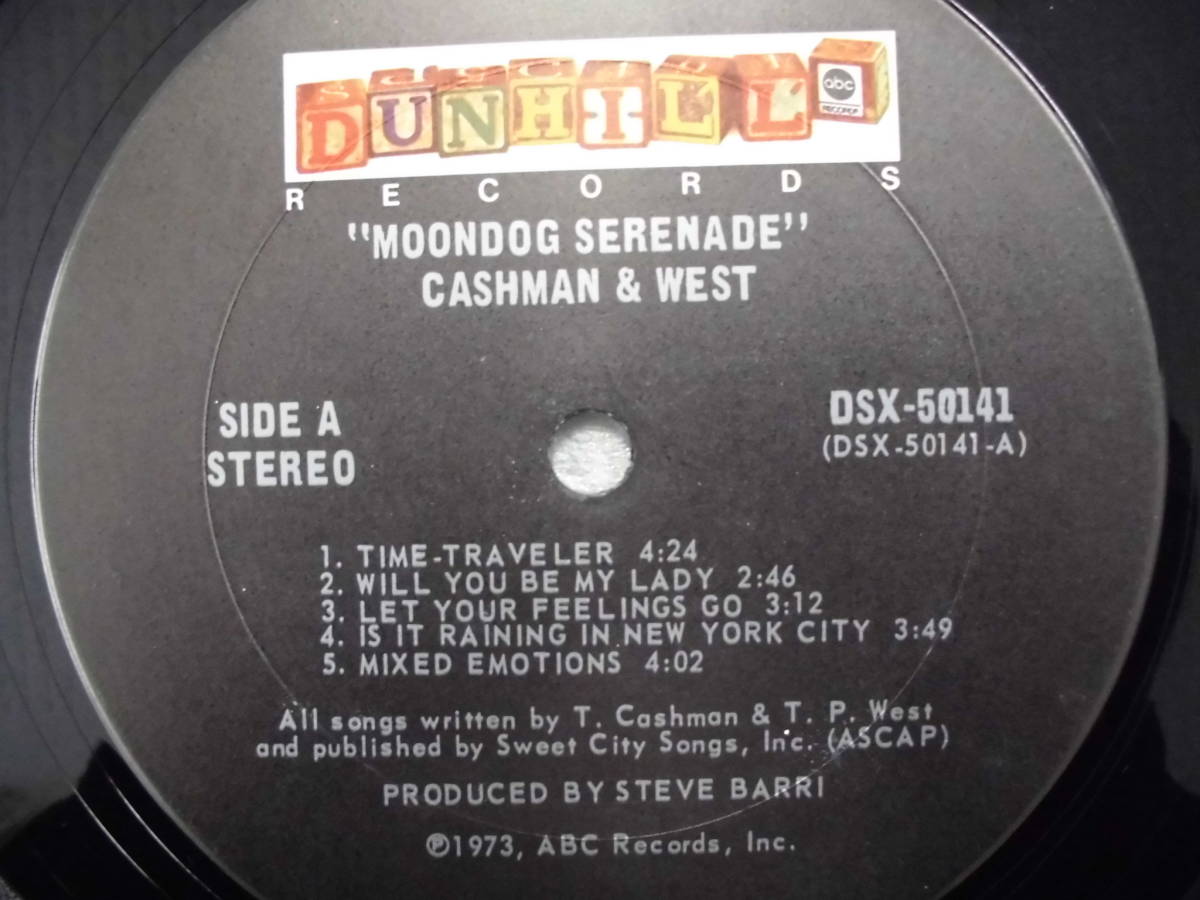 DUNHILL
abc
RECORDS
RECORDS
"MOONDOG SERENADE"
CASHMAN & WEST
SIDE A
STEREO
DSX-50141
(DSX-50141-A)
1. TIME-TRAVELER 4:24
2. WILL YOU BE MY LADY 2:46
3. LET YOUR FEELINGS GO 3:12
4. IS IT RAINING IN NEW YORK CITY 3:49
5. MIXED EMOTIONS 4:02
All songs written by T. Cashman & T. P. West
and published by Sweet City Songs, Inc. (ASCAP)
PRODUCED BY STEVE BARRI
℗1973, ABC Records, Inc.